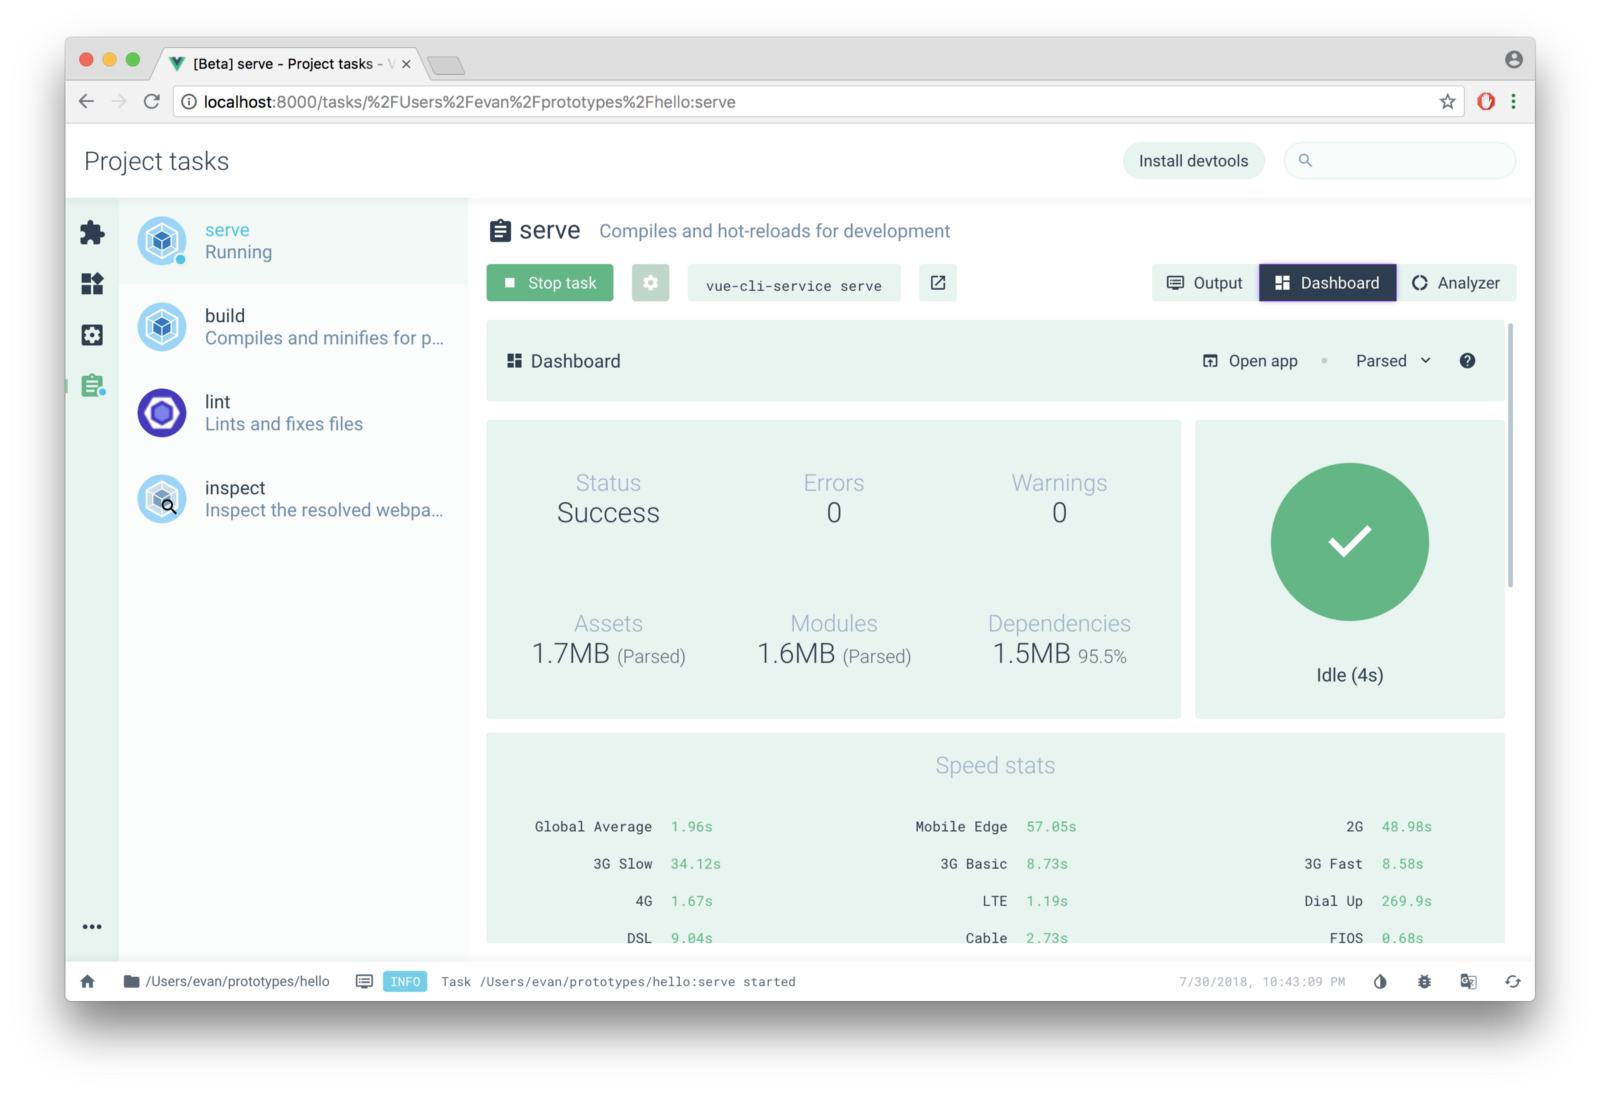 [Beta] serve - Project tasks -
localhost:8000/tasks/%2FUsers%2Fevan%2Fprototypes%2Fhello:serve
Project tasks
Install devtools
serve
Running
build
Compiles and minifies for p...
lint
Lints and fixes files
inspect
Inspect the resolved webpa...
serve Compiles and hot-reloads for development
Stop task vue-cli-service serve Output Dashboard Analyzer
Dashboard Open app Parsed
Status Errors Warnings
Success 0 0
Assets Modules Dependencies
1.7MB (Parsed) 1.6MB (Parsed) 1.5MB 95.5%
Idle (4s)
Speed stats
Global Average 1.96s Mobile Edge 57.05s 2G 48.98s
3G Slow 34.12s 3G Basic 8.73s 3G Fast 8.58s
4G 1.67s LTE 1.19s Dial Up 269.9s
DSL 9.04s Cable 2.73s FIOS 0.68s
/Users/evan/prototypes/hello INFO Task /Users/evan/prototypes/hello:serve started 7/30/2018, 10:43:09 PM